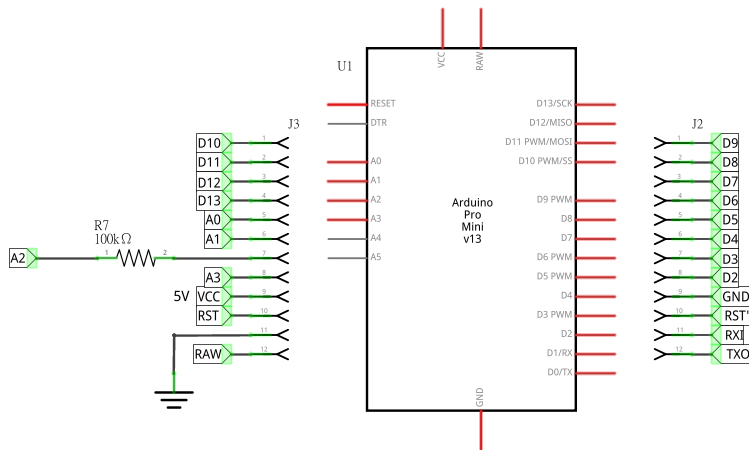 U1
VCC
RAW
RESET
DTR
A0
A1
A2
A3
A4
A5
D13/SCK
D12/MISO
D11 PWM/MOSI
D10 PWM/SS
D9 PWM
D8
D7
D6 PWM
D5 PWM
D4
D3 PWM
D2
D1/RX
D0/TX
GND
Arduino
Pro
Mini
v13
J3
D10 1
D11 2
D12 3
D13 4
A0 5
A1 6
R7
100kΩ
A2 1 2 7
A3 8
5V VCC 9
RST 10
11
RAW 12
J2
1 D9
2 D8
3 D7
4 D6
5 D5
6 D4
7 D3
8 D2
9 GND
10 RST'
11 RXI
12 TXO